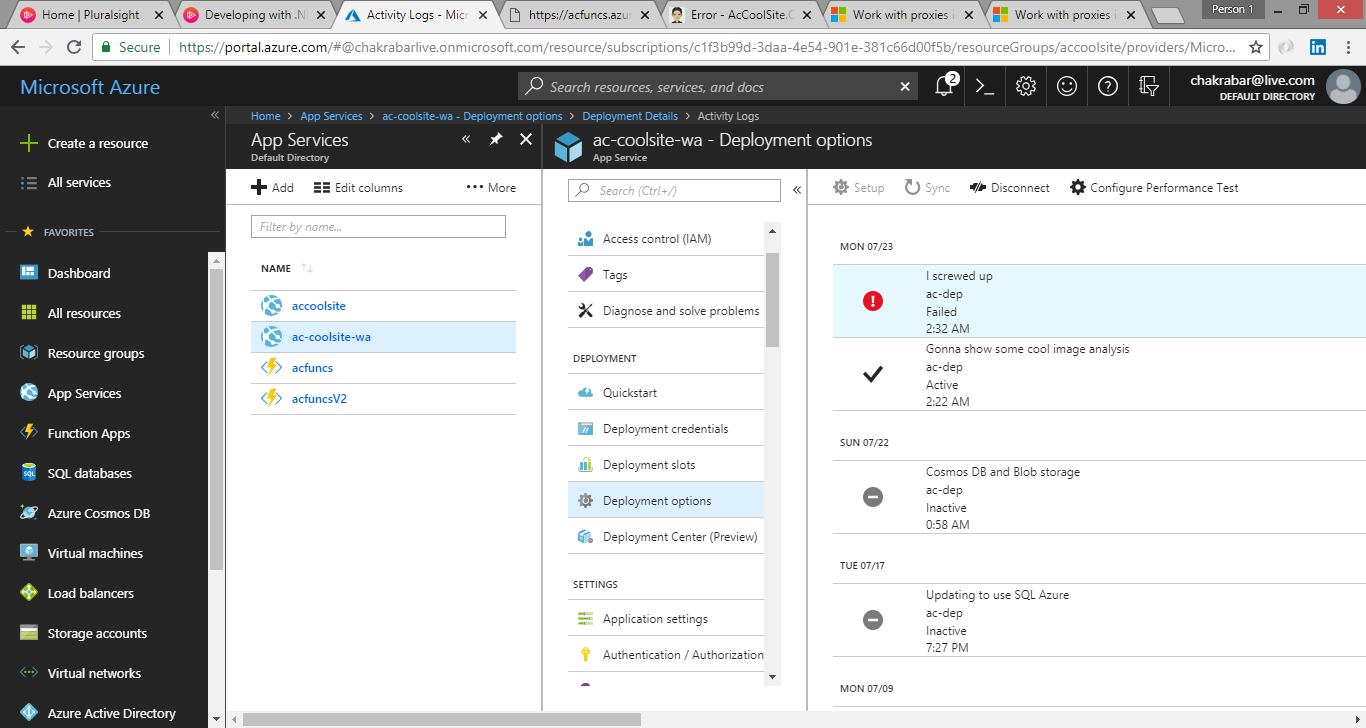 Home | Pluralsight
Developing with .N
Activity Logs - Micr
https://acfuncs.azur
Error - AcCoolSite.C
Work with proxies i
Work with proxies i
Person 1
Secure
https://portal.azure.com/#@chakrabarlive.onmicrosoft.com/resource/subscriptions/c1f3b99d-3daa-4e54-901e-381c66d00f5b/resourceGroups/accoolsite/providers/Micro...
Microsoft Azure
Search resources, services, and docs
2
chakrabar@live.com
DEFAULT DIRECTORY
Create a resource
All services
FAVORITES
Dashboard
All resources
Resource groups
App Services
Function Apps
SQL databases
Azure Cosmos DB
Virtual machines
Load balancers
Storage accounts
Virtual networks
Azure Active Directory
Home > App Services > ac-coolsite-wa - Deployment options > Deployment Details > Activity Logs
App Services
Default Directory
Add
Edit columns
More
Filter by name...
NAME
accoolsite
ac-coolsite-wa
acfuncs
acfuncsV2
ac-coolsite-wa - Deployment options
App Service
Search (Ctrl+/)
Access control (IAM)
Tags
Diagnose and solve problems
DEPLOYMENT
Quickstart
Deployment credentials
Deployment slots
Deployment options
Deployment Center (Preview)
SETTINGS
Application settings
Authentication / Authorization
Setup
Sync
Disconnect
Configure Performance Test
MON 07/23
I screwed up
ac-dep
Failed
2:32 AM
Gonna show some cool image analysis
ac-dep
Active
2:22 AM
SUN 07/22
Cosmos DB and Blob storage
ac-dep
Inactive
0:58 AM
TUE 07/17
Updating to use SQL Azure
ac-dep
Inactive
7:27 PM
MON 07/09